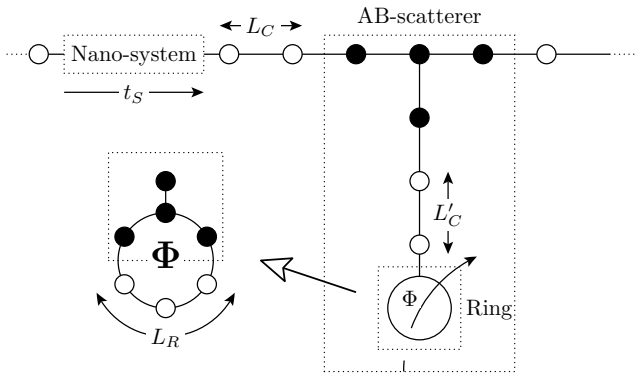 AB-scatterer
L_C
Nano-system
t_S
L'_C
Φ
Φ
Ring
L_R